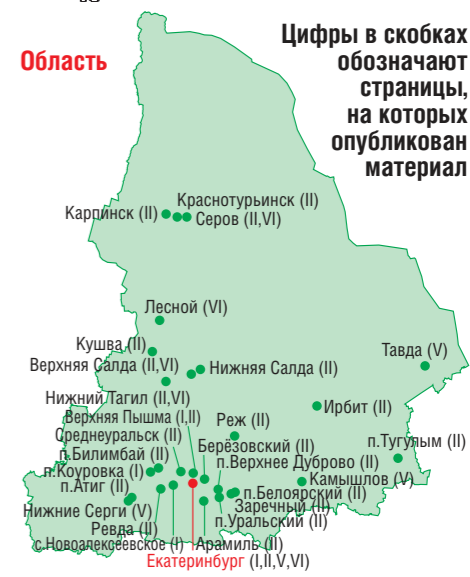 Область
Цифры в скобках
обозначают
страницы,
на которых
опубликован
материал
Краснотурьинск (II)
Карпинск (II)
Серов (II,VI)
Лесной (VI)
Кушва (II)
Тавда (V)
Верхняя Салда (II,VI)
Нижняя Салда (II)
Нижний Тагил (II,VI)
Ирбит (II)
Верхняя Пышма (I,II)
Реж (II)
Среднеуральск (II)
Берёзовский (II)
п.Тугулым (II)
п.Билимбай (II)
п.Верхнее Дуброво (II)
п.Коуровка (I)
Камышлов (V)
п.Атиг (II)
п.Белоярский (II)
Заречный (II)
Нижние Серги (V)
п.Уральский (II)
Ревда (II)
с.Новоалексеевское (I)
Арамиль (II)
Екатеринбург (I,II,V,VI)